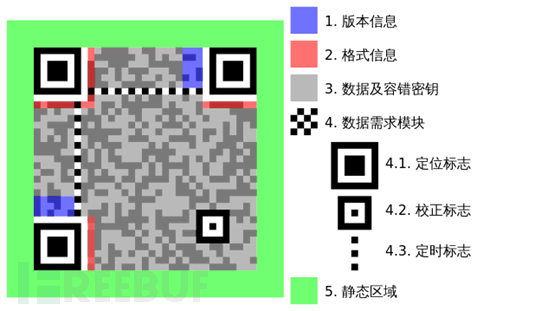 1. 版本信息
2. 格式信息
3. 数据及容错密钥
4. 数据需求模块
4.1. 定位标志
4.2. 校正标志
4.3. 定时标志
5. 静态区域
FREEBUF